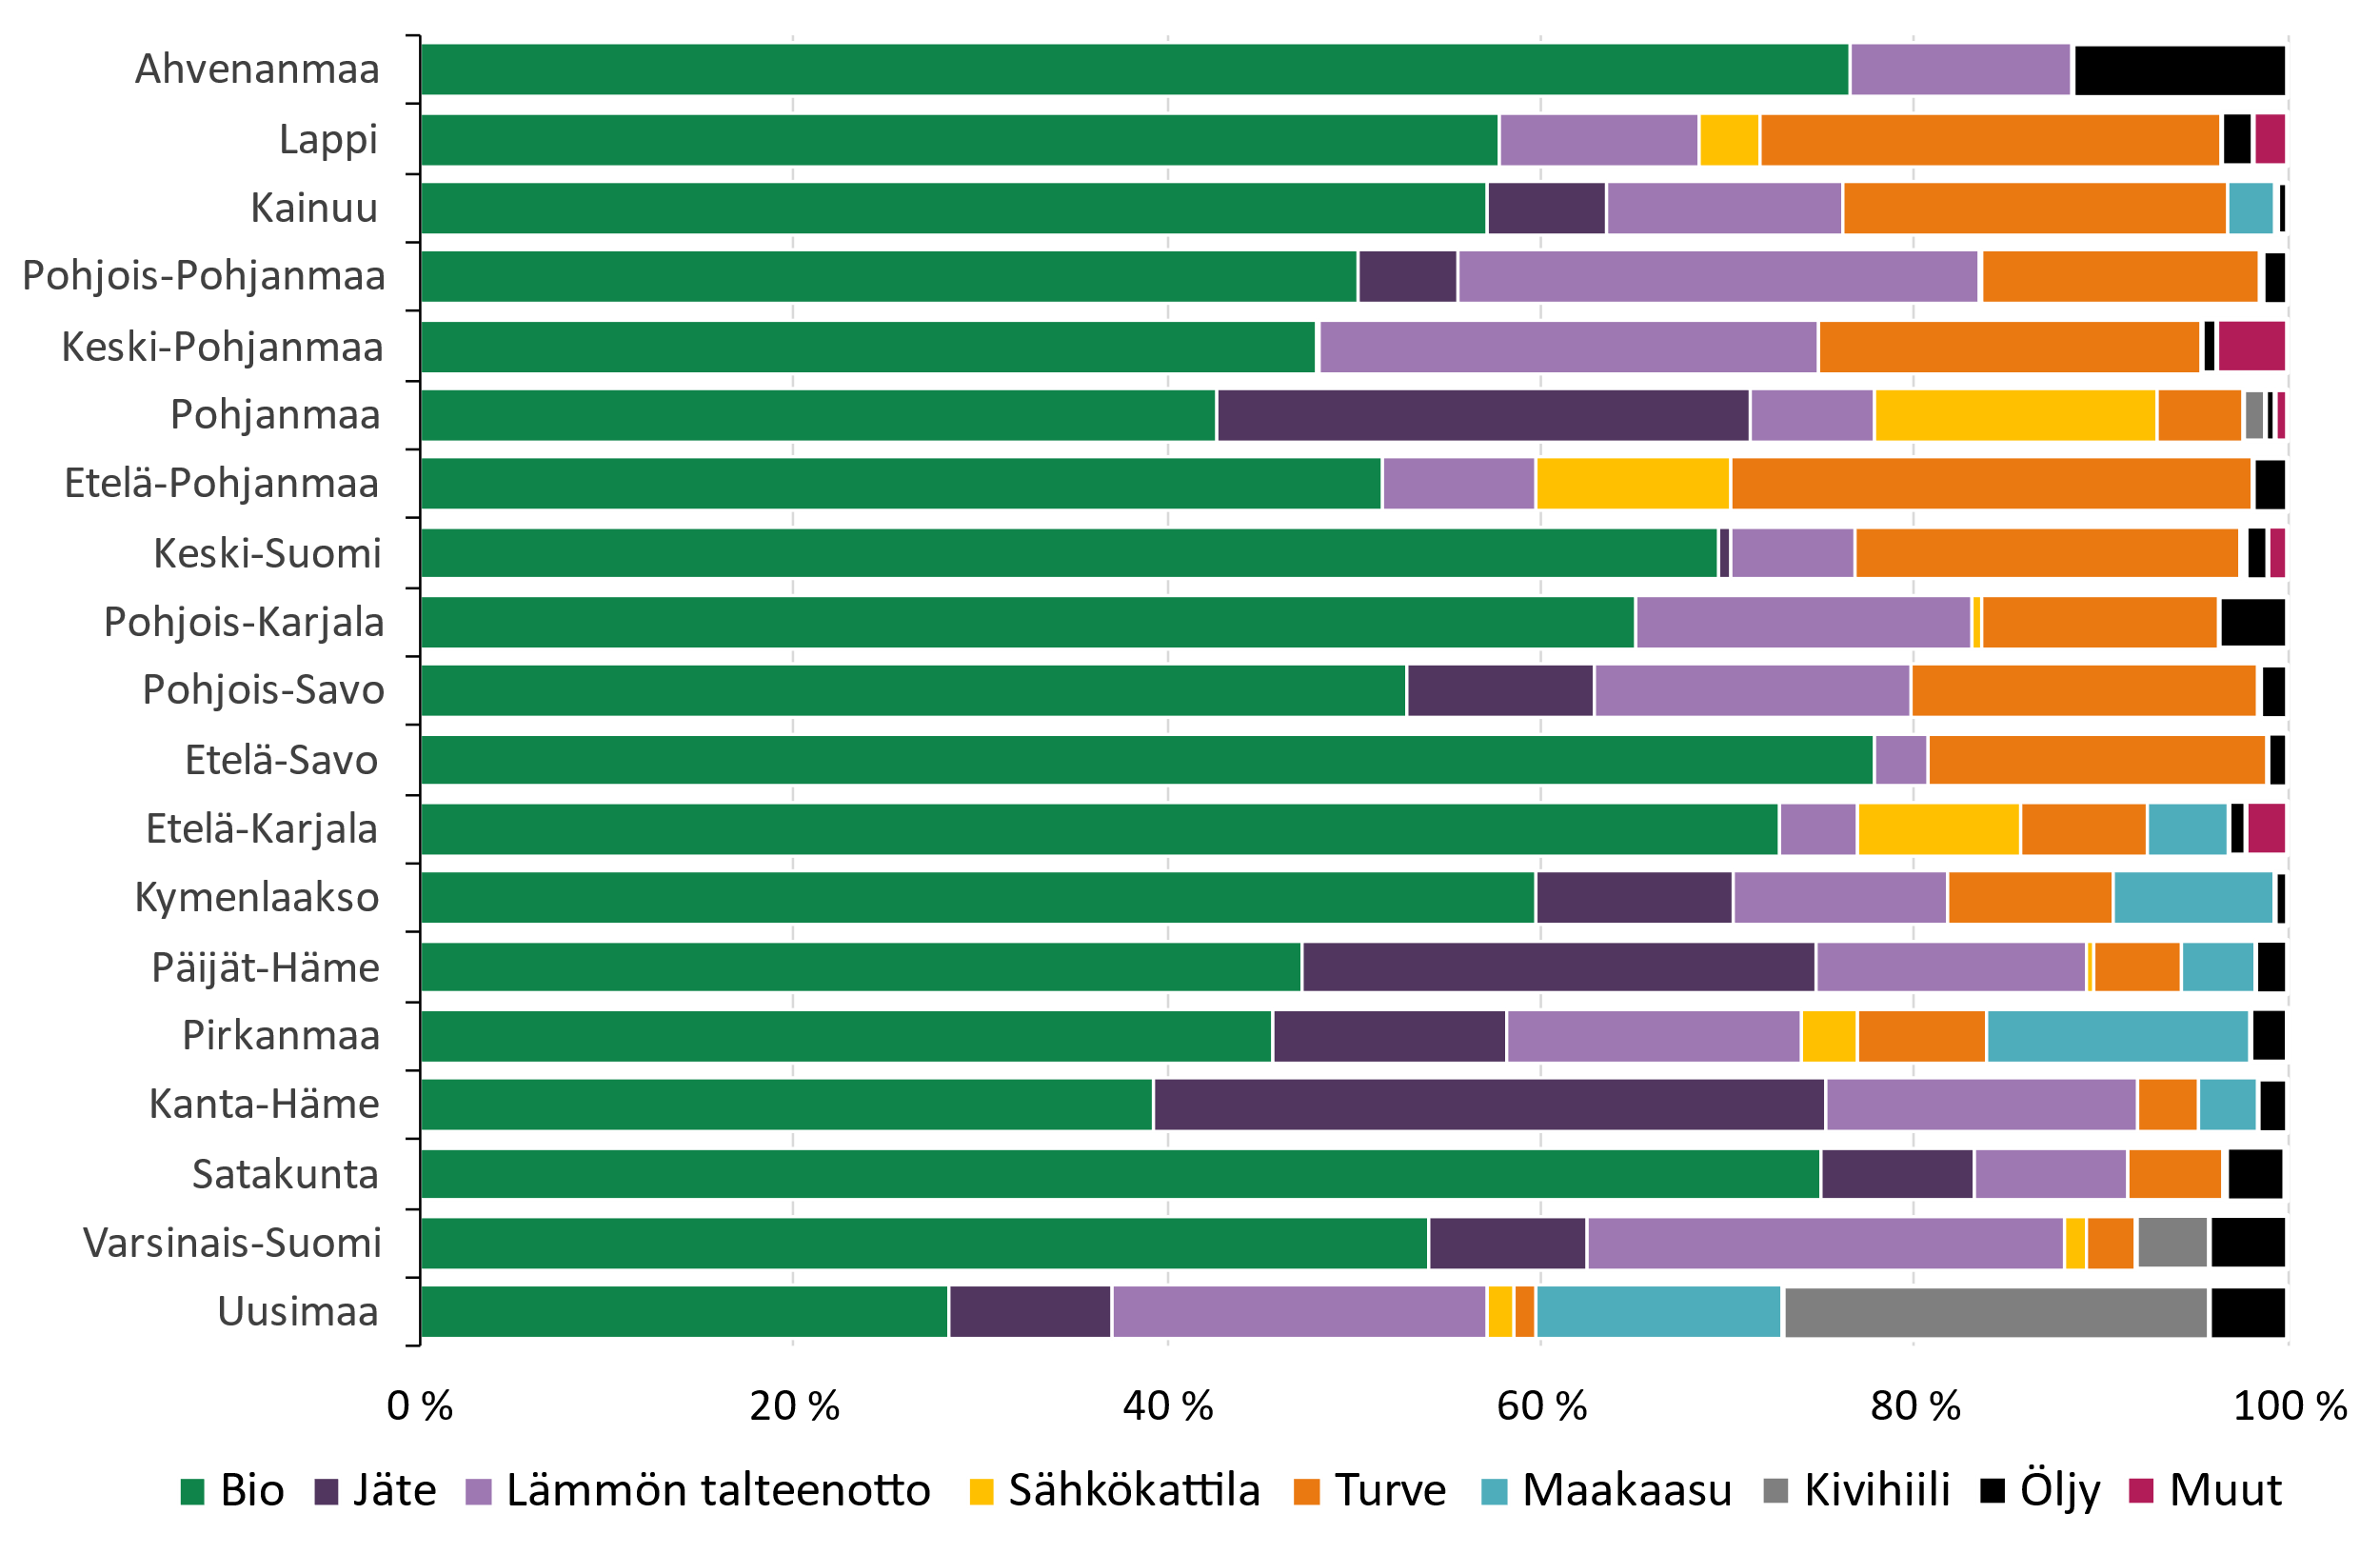 Ahvenanmaa
Lappi
Kainuu
Pohjois-Pohjanmaa
Keski-Pohjanmaa
Pohjanmaa
Etelä-Pohjanmaa
Keski-Suomi
Pohjois-Karjala
Pohjois-Savo
Etelä-Savo
Etelä-Karjala
Kymenlaakso
Päijät-Häme
Pirkanmaa
Kanta-Häme
Satakunta
Varsinais-Suomi
Uusimaa
0 % 20 % 40 % 60 % 80 % 100 %
Bio Jäte Lämmön talteenotto Sähkökattila Turve Maakaasu Kivihiili Öljy Muut